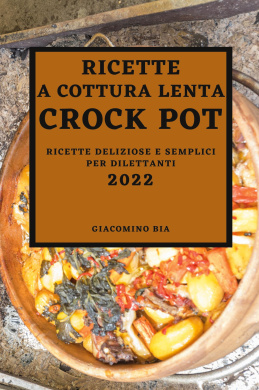 RICETTE
A COTTURA LENTA
CROCK POT
RICETTE DELIZIOSE E SEMPLICI
PER DILETTANTI
2022
GIACOMINO BIA